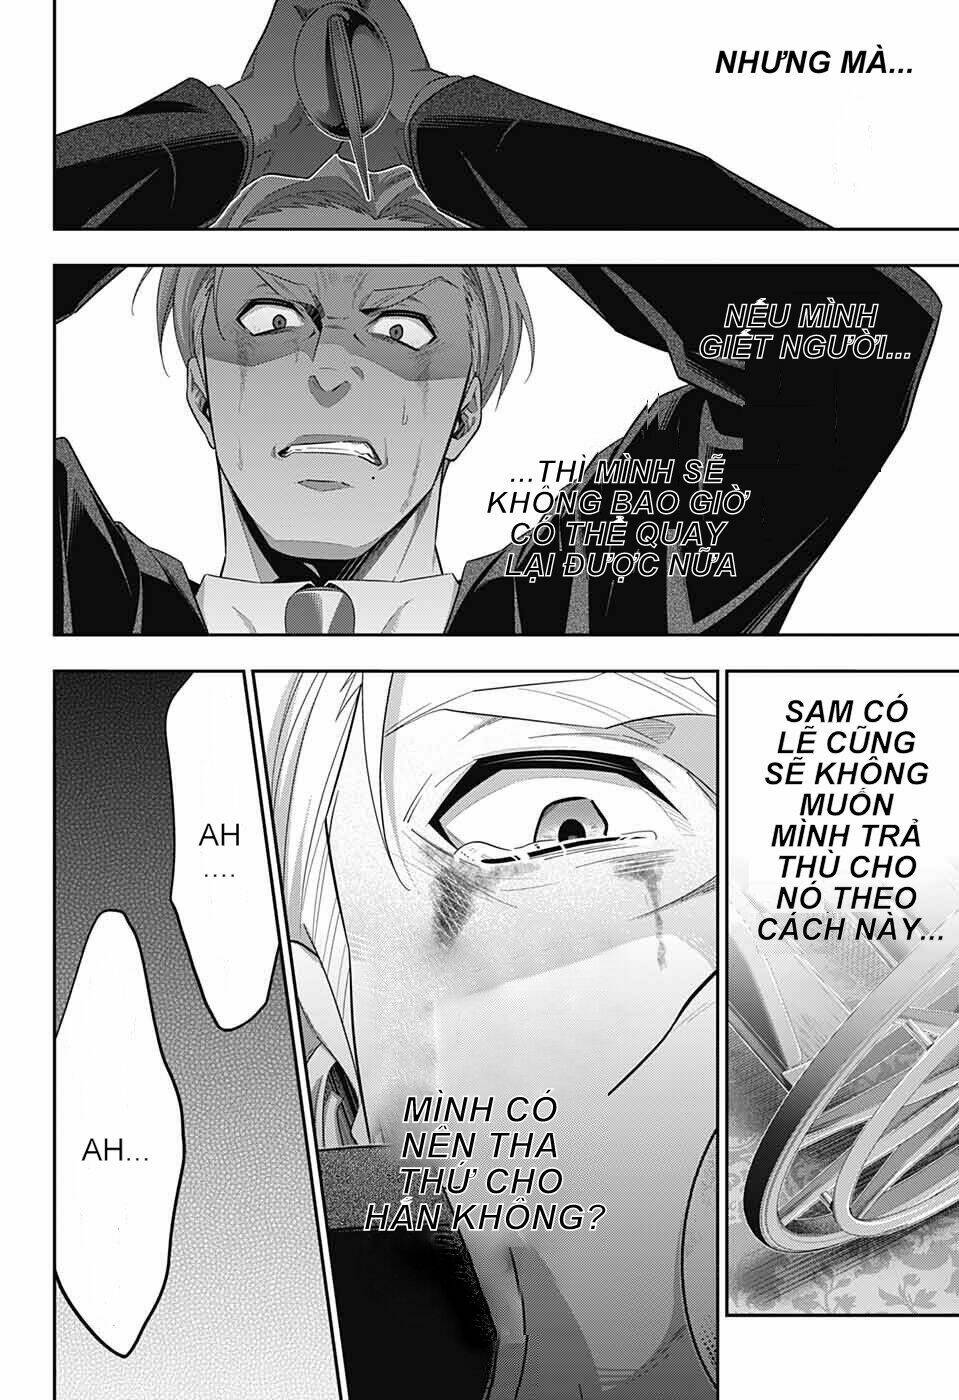 NHƯNG MÀ...
NẾU MÌNH
GIẾT NGƯỜI...
...THÌ MÌNH SẼ
KHÔNG BAO GIỜ
CÓ THỂ QUAY
LẠI ĐƯỢC NỮA
SAM CÓ
LẼ CŨNG
SẼ KHÔNG
MUỐN
MÌNH TRẢ
THÙ CHO
NÓ THEO
CÁCH NÀY...
MÌNH CÓ
NÊN THA
THỨ CHO
HẮN KHÔNG?
AH
....
AH...